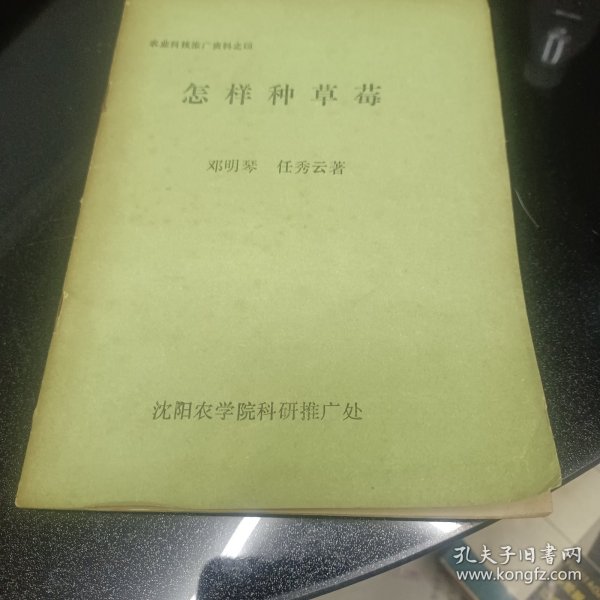 农业科技推广资料之四
怎样种草莓
邓明琴 任秀云著
沈阳农学院科研推广处
孔夫子旧书网
www.kongfz.com